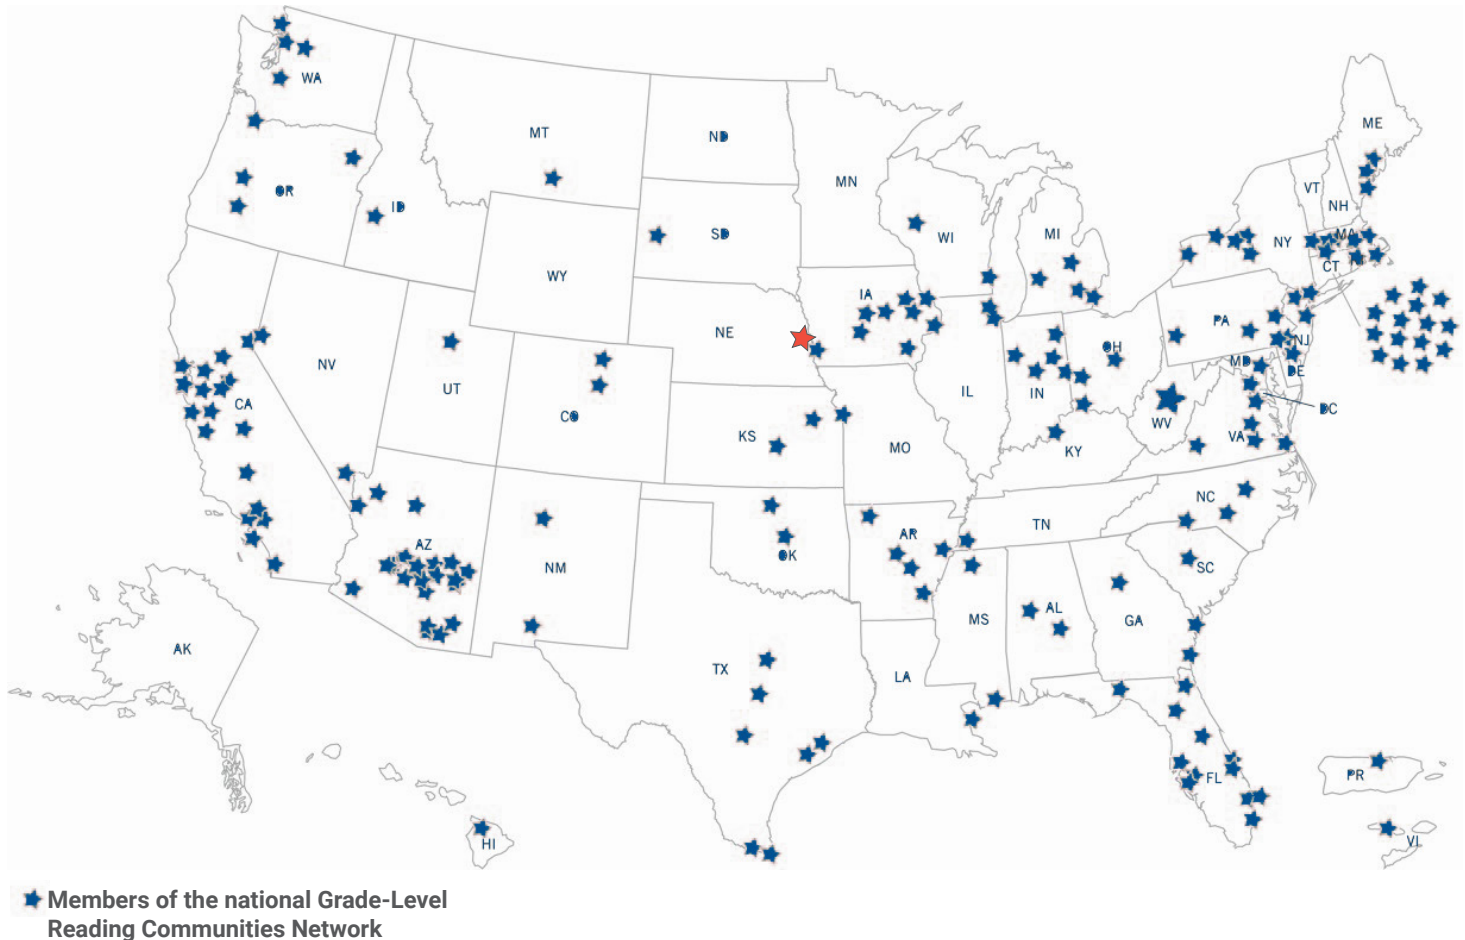 WA
MT
ND
ME
MN
OR
ID
VT
NH
SD
WI
MI
NY
MA
CT
WY
IA
NE
PA
OH
NJ
NV
UT
MD
DE
CA
CO
IL
IN
DC
KS
MO
WV
VA
KY
NC
TN
AZ
AR
OK
NM
SC
MS
AL
GA
AK
TX
LA
FL
PR
HI
VI
Members of the national Grade-Level
Reading Communities Network